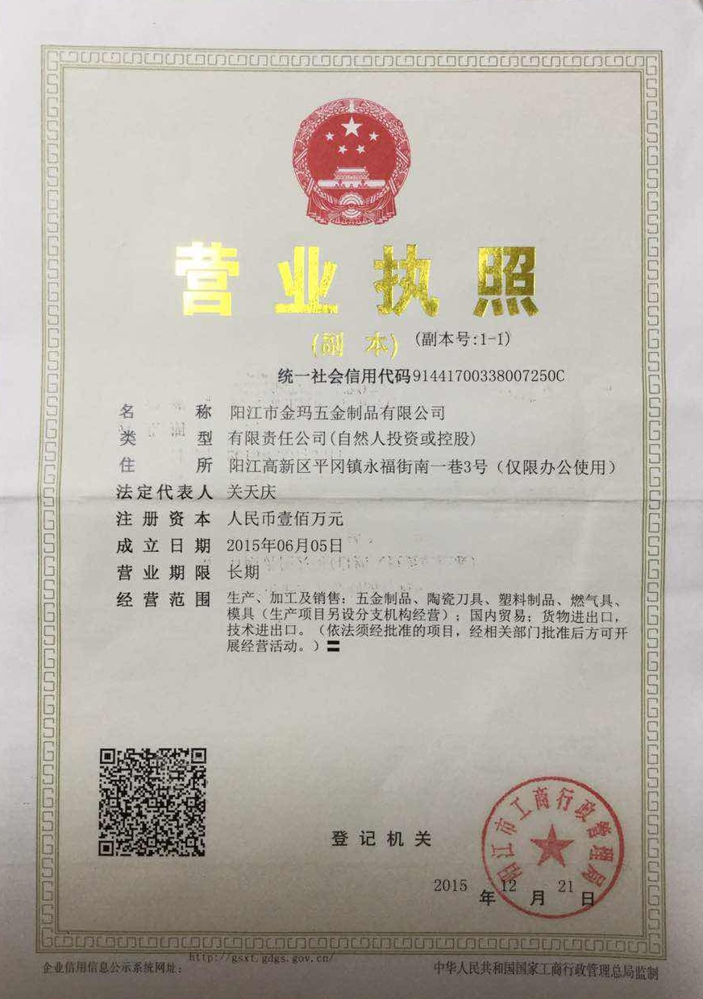 营业执照
(副 本) (副本号:1-1)
统一社会信用代码91441700338007250C
名 称 阳江市金玛五金制品有限公司
类 型 有限责任公司(自然人投资或控股)
住 所 阳江高新区平冈镇永福街南一巷3号（仅限办公使用）
法定代表人 关天庆
注册资本 人民币壹佰万元
成立日期 2015年06月05日
营业期限 长期
经营范围 生产、加工及销售：五金制品、陶瓷刀具、塑料制品、燃气具、
模具（生产项目另设分支机构经营）；国内贸易；货物进出口，
技术进出口。（依法须经批准的项目，经相关部门批准后方可开
展经营活动。）〓
阳江市工商行政管理局
登记机关
2015年12月21日
企业信用信息公示系统网址：http://gsxt.gdgs.gov.cn/
中华人民共和国国家工商行政管理总局监制